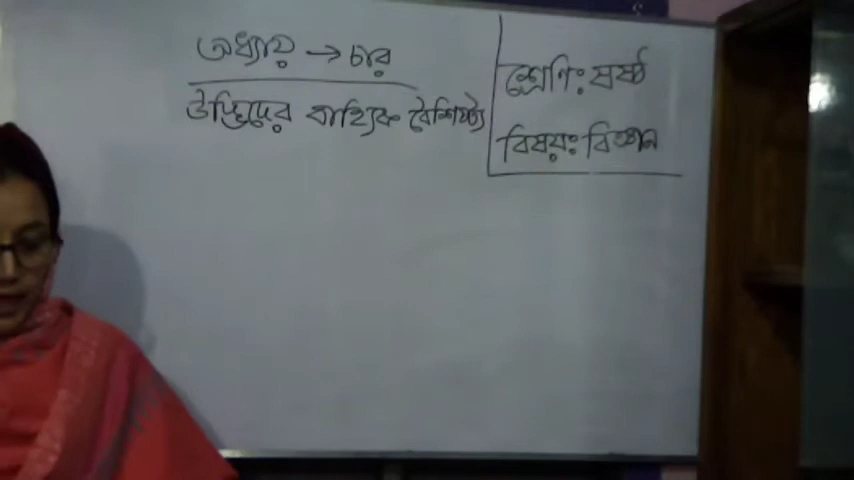 অধ্যায় → চার
উদ্ভিদের বাহ্যিক বৈশিষ্ট্য
শ্রেণিঃ ষষ্ঠ
বিষয়ঃ বিজ্ঞান